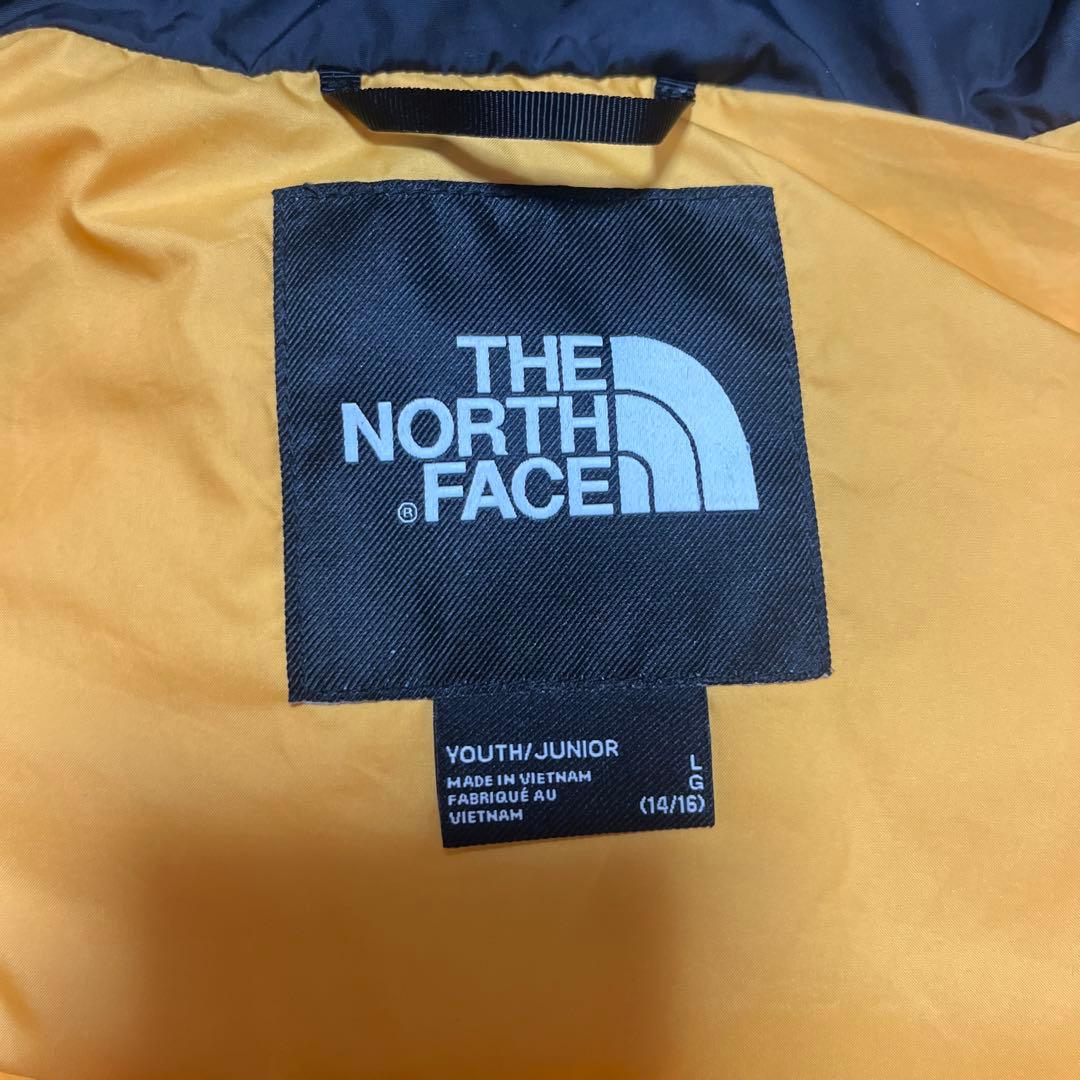 THE
NORTH
® FACE
YOUTH/JUNIOR
MADE IN VIETNAM
FABRIQUÉ AU
VIETNAM
L
G
(14/16)